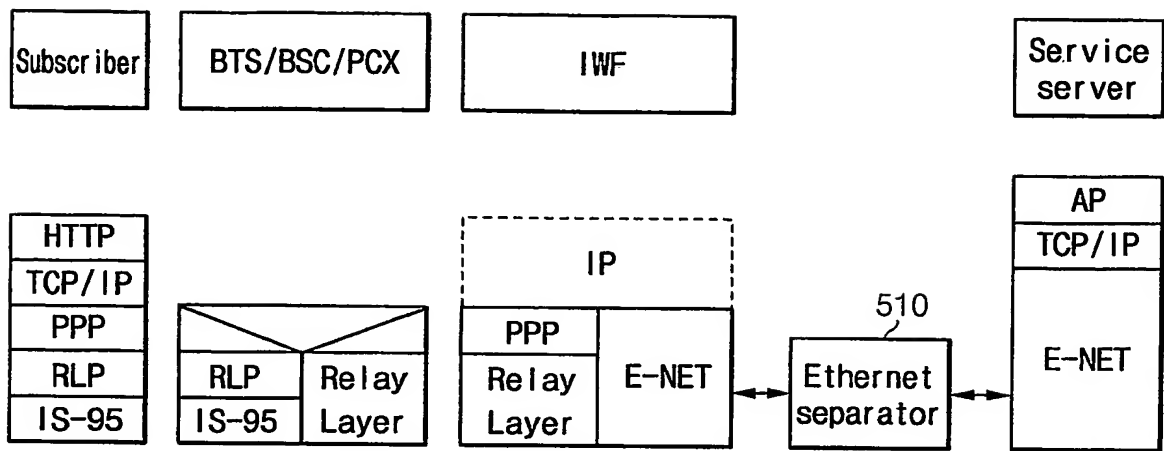 Subscriber
BTS/BSC/PCX
IWF
Service
server
HTTP
TCP/IP
PPP
RLP
IS-95
RLP
IS-95
Relay
Layer
IP
PPP
Relay
Layer
E-NET
510
Ethernet
separator
AP
TCP/IP
E-NET